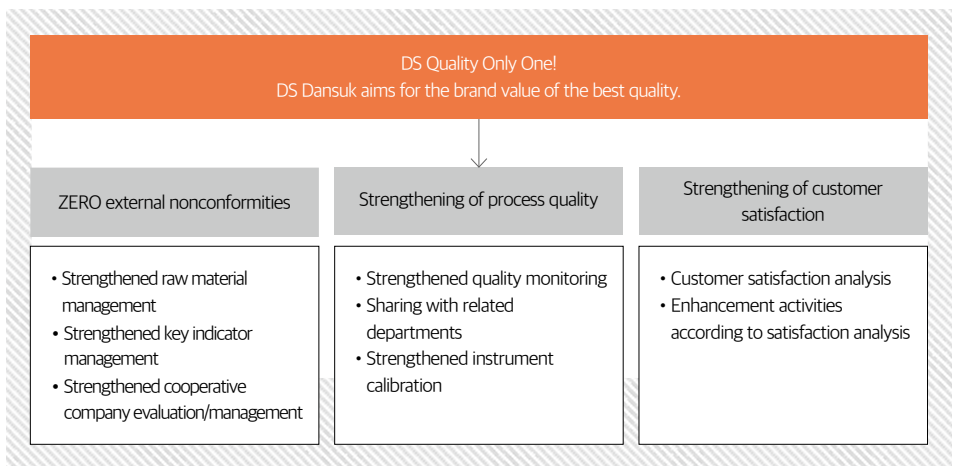 DS Quality Only One!
DS Dansuk aims for the brand value of the best quality.
ZERO external nonconformities
• Strengthened raw material
management
• Strengthened key indicator
management
• Strengthened cooperative
company evaluation/management
Strengthening of process quality
• Strengthened quality monitoring
• Sharing with related
departments
• Strengthened instrument
calibration
Strengthening of customer
satisfaction
• Customer satisfaction analysis
• Enhancement activities
according to satisfaction analysis